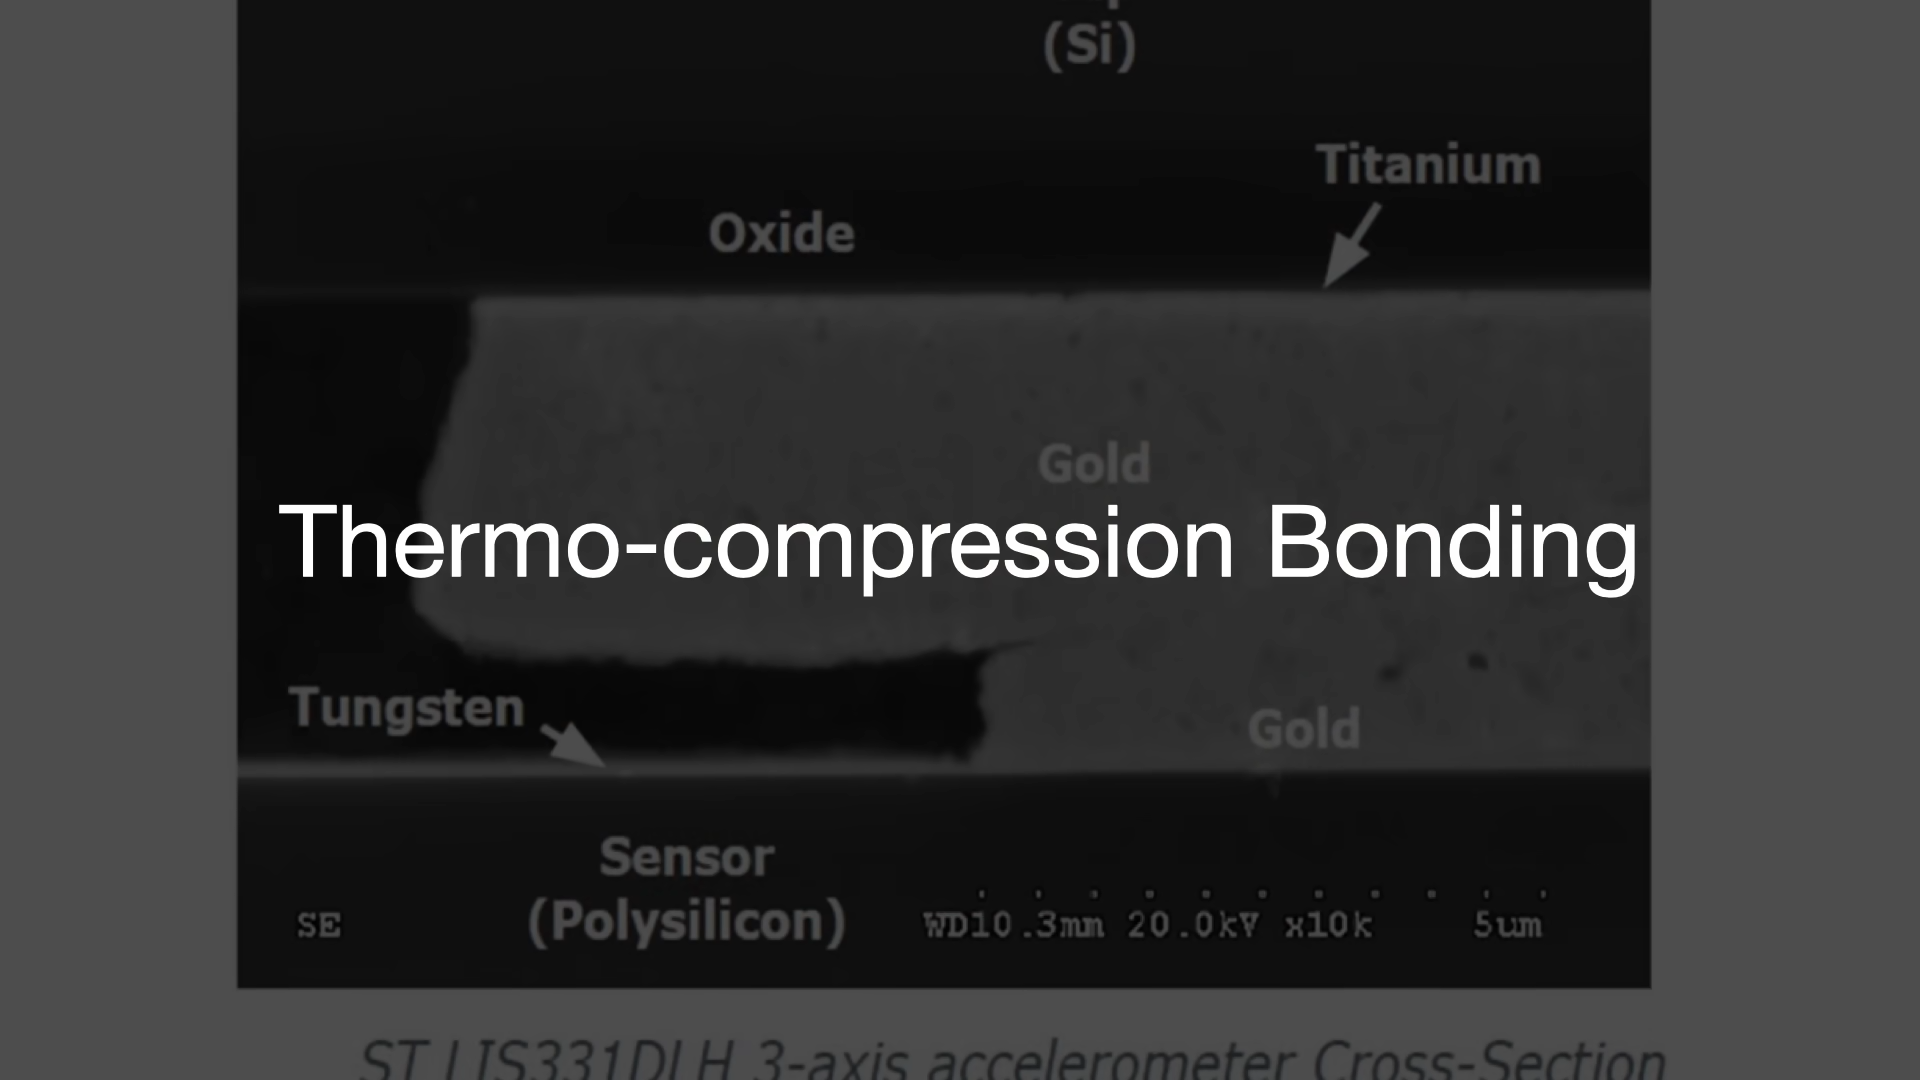 (Si)
Titanium
Oxide
Gold
Thermo-compression Bonding
Tungsten
Gold
Sensor
(Polysilicon)
SE
WD10.3mm 20.0kV x10k 5um
ST LIS331DLH 3-axis accelerometer Cross-Section